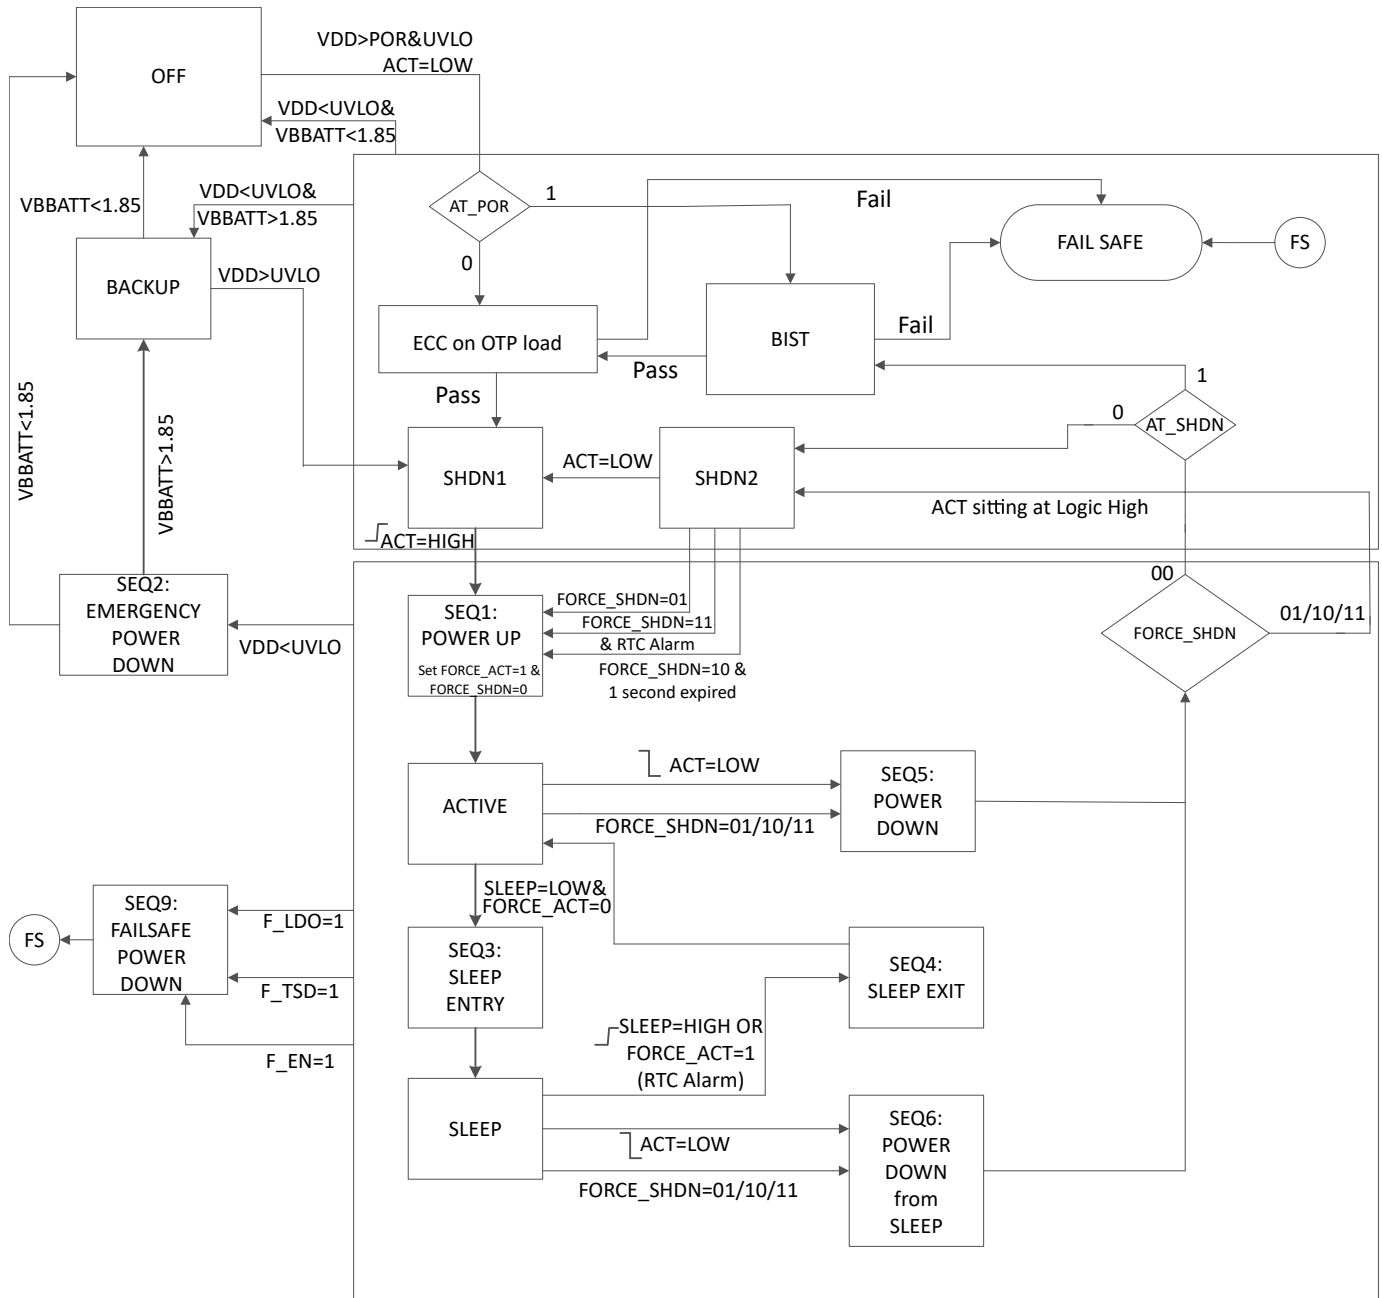 OFF
VDD>POR&UVLO
ACT=LOW
VDD<UVLO&
VBBATT<1.85
VBBATT<1.85
VDD<UVLO&
VBBATT>1.85
AT_POR
1
0
Fail
FAIL SAFE
FS
BACKUP
VDD>UVLO
ECC on OTP load
BIST
Fail
Pass
Pass
1
0
AT_SHDN
VBBATT<1.85
VBBATT>1.85
SHDN1
ACT=LOW
SHDN2
ACT sitting at Logic High
ACT=HIGH
SEQ2:
EMERGENCY
POWER
DOWN
VDD<UVLO
SEQ1:
POWER UP
Set FORCE_ACT=1 &
FORCE_SHDN=0
FORCE_SHDN=01
FORCE_SHDN=11
& RTC Alarm
FORCE_SHDN=10 &
1 second expired
00
FORCE_SHDN
01/10/11
ACTIVE
ACT=LOW
FORCE_SHDN=01/10/11
SEQ5:
POWER
DOWN
SLEEP=LOW&
FORCE_ACT=0
SEQ9:
FAILSAFE
POWER
DOWN
FS
F_LDO=1
F_TSD=1
F_EN=1
SEQ3:
SLEEP
ENTRY
SEQ4:
SLEEP EXIT
SLEEP=HIGH OR
FORCE_ACT=1
(RTC Alarm)
SLEEP
ACT=LOW
FORCE_SHDN=01/10/11
SEQ6:
POWER
DOWN
from
SLEEP